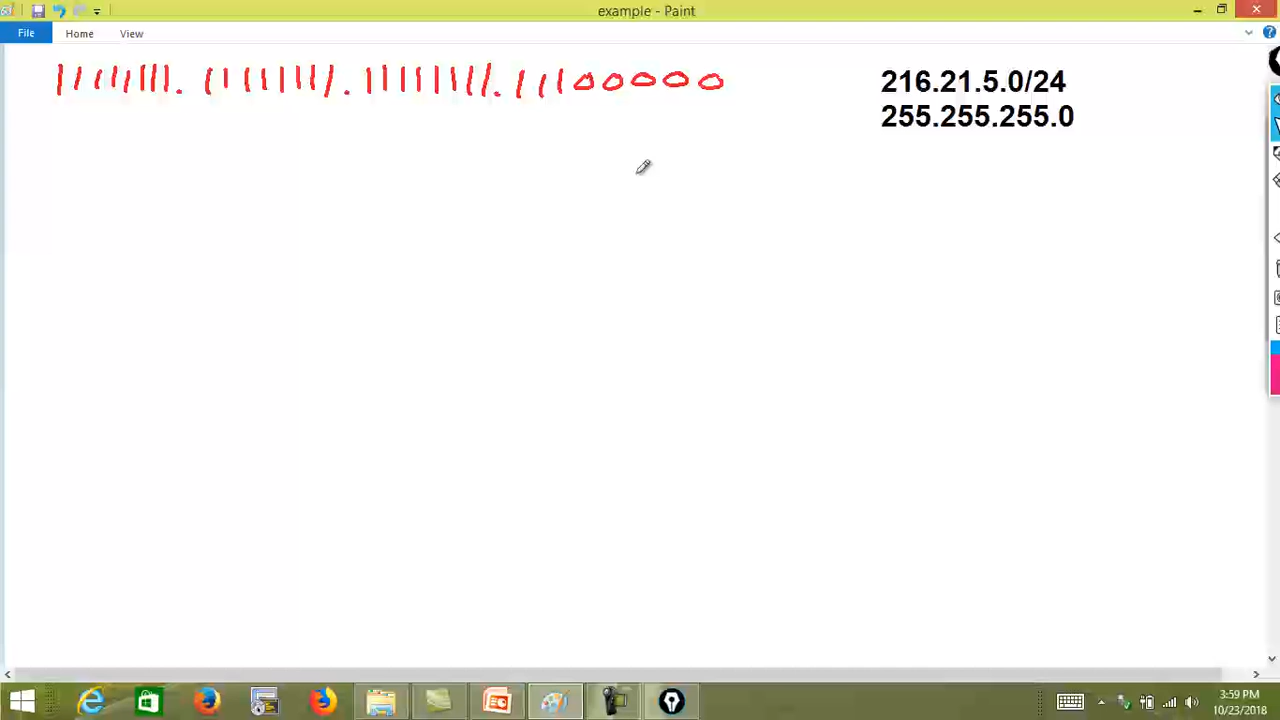 example - Paint
File Home View
11111111.11111111.11111111.11100000
216.21.5.0/24
255.255.255.0
3:59 PM
10/23/2018